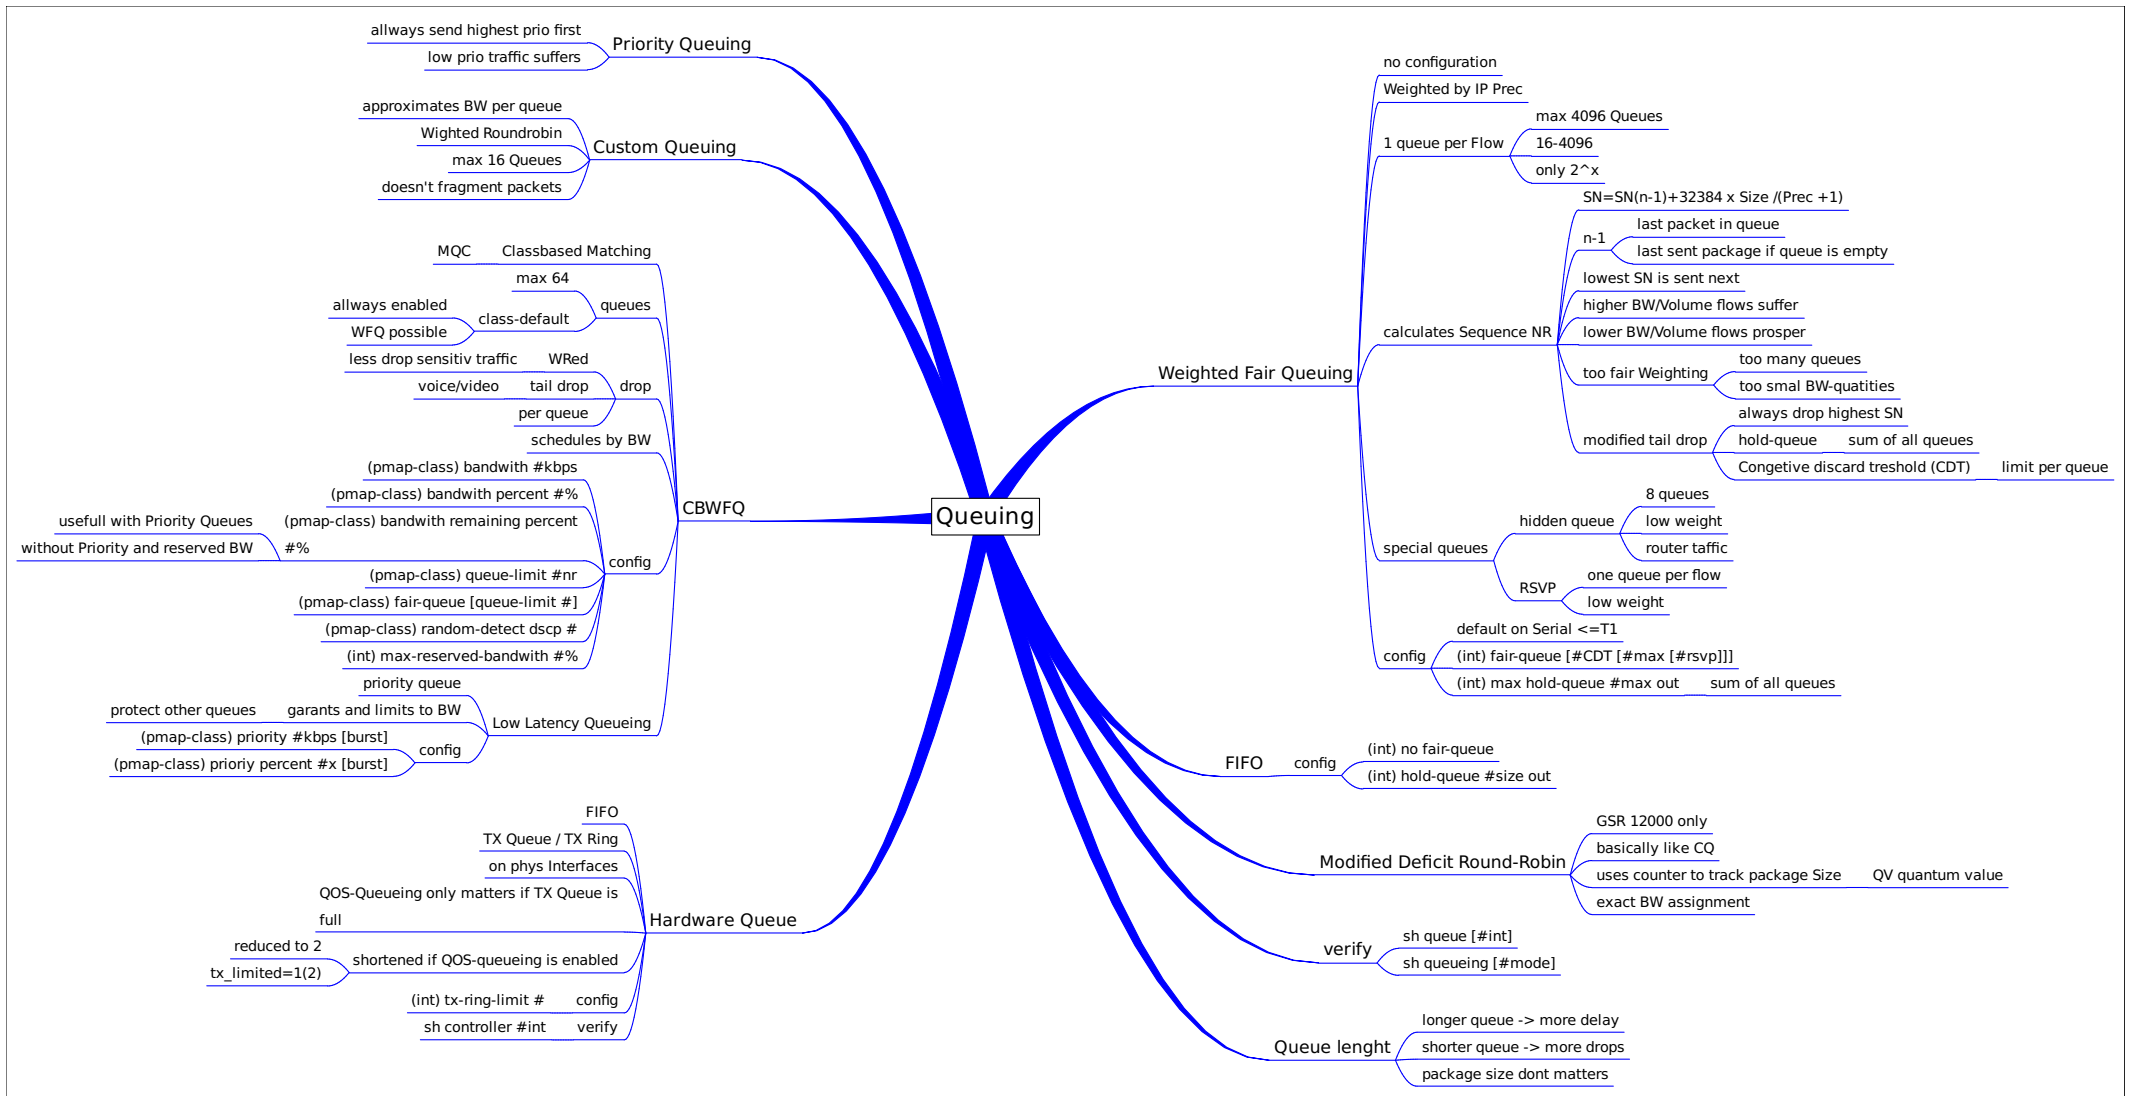 Queuing
Priority Queuing
allways send highest prio first
low prio traffic suffers
Custom Queuing
approximates BW per queue
Wighted Roundrobin
max 16 Queues
doesn't fragment packets
CBWFQ
Classbased Matching
MQC
queues
max 64
class-default
allways enabled
WFQ possible
drop
WRed
less drop sensitiv traffic
tail drop
voice/video
per queue
schedules by BW
config
(pmap-class) bandwith #kbps
(pmap-class) bandwith percent #%
(pmap-class) bandwith remaining percent
#%
usefull with Priority Queues
without Priority and reserved BW
(pmap-class) queue-limit #nr
(pmap-class) fair-queue [queue-limit #]
(pmap-class) random-detect dscp #
(int) max-reserved-bandwith #%
Low Latency Queueing
priority queue
garants and limits to BW
protect other queues
config
(pmap-class) priority #kbps [burst]
(pmap-class) prioriy percent #x [burst]
Hardware Queue
FIFO
TX Queue / TX Ring
on phys Interfaces
QOS-Queueing only matters if TX Queue is
full
shortened if QOS-queueing is enabled
reduced to 2
tx_limited=1(2)
config
(int) tx-ring-limit #
verify
sh controller #int
Weighted Fair Queuing
no configuration
Weighted by IP Prec
1 queue per Flow
max 4096 Queues
16-4096
only 2^x
calculates Sequence NR
SN=SN(n-1)+32384 x Size /(Prec +1)
n-1
last packet in queue
last sent package if queue is empty
lowest SN is sent next
higher BW/Volume flows suffer
lower BW/Volume flows prosper
too fair Weighting
too many queues
too smal BW-quatities
modified tail drop
always drop highest SN
hold-queue
sum of all queues
Congetive discard treshold (CDT)
limit per queue
special queues
hidden queue
8 queues
low weight
router taffic
RSVP
one queue per flow
low weight
config
default on Serial <=T1
(int) fair-queue [#CDT [#max [#rsvp]]]
(int) max hold-queue #max out
sum of all queues
FIFO
config
(int) no fair-queue
(int) hold-queue #size out
Modified Deficit Round-Robin
GSR 12000 only
basically like CQ
uses counter to track package Size
QV quantum value
exact BW assignment
verify
sh queue [#int]
sh queueing [#mode]
Queue lenght
longer queue -> more delay
shorter queue -> more drops
package size dont matters